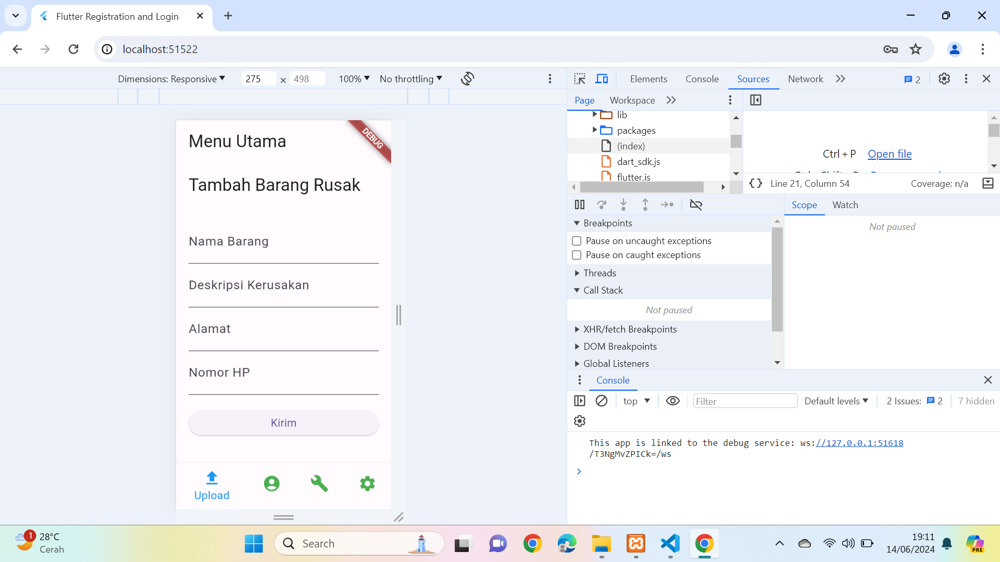 Flutter Registration and Login
localhost:51522
Dimensions: Responsive 275 × 498 100% No throttling
Elements Console Sources Network 2
Page Workspace
lib
packages
(index)
dart_sdk.js
flutter.js
Ctrl + P Open file
Line 21, Column 54 Coverage: n/a
Scope Watch
Not paused
Breakpoints
Pause on uncaught exceptions
Pause on caught exceptions
Threads
Call Stack
Not paused
XHR/fetch Breakpoints
DOM Breakpoints
Global Listeners
Console
top Filter Default levels 2 Issues: 2 7 hidden
This app is linked to the debug service: ws://127.0.0.1:51618
/T3NgMvZPICk=/ws
Menu Utama
DEBUG
Tambah Barang Rusak
Nama Barang
Deskripsi Kerusakan
Alamat
Nomor HP
Kirim
Upload
1
28°C
Cerah
Search
19:11
14/06/2024
PRE